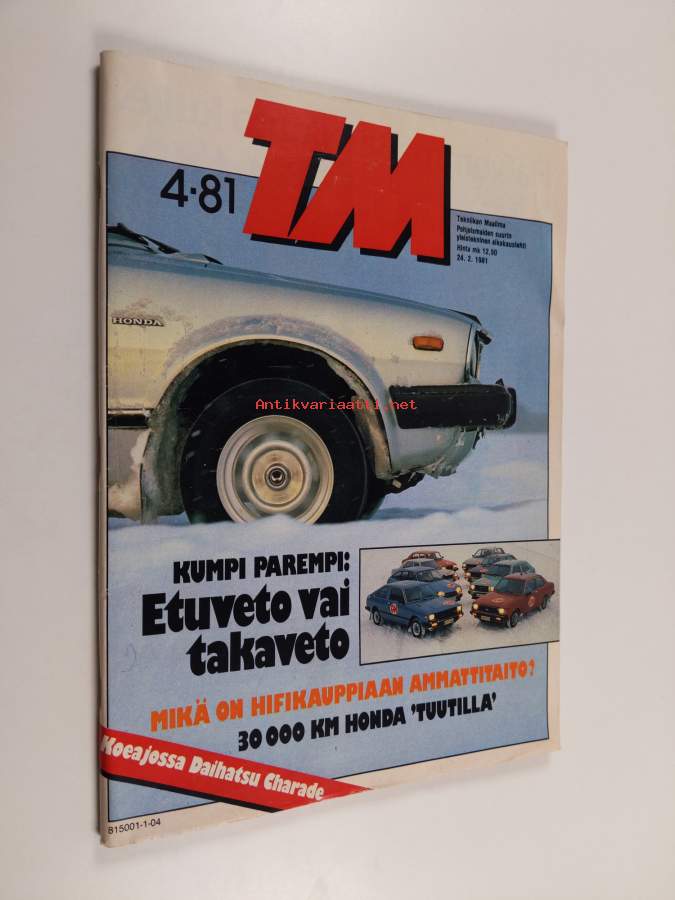 TM
4·81
Tekniikan Maailma
Pohjoismaiden suurin
yleistekninen aikakauslehti
Hinta mk 12,50
24. 2. 1981
HONDA
Antikvariaatti.net
KUMPI PAREMPI:
Etuveto vai
takaveto
MIKÄ ON HIFIKAUPPIAAN AMMATTITAITO?
30 000 KM HONDA 'TUUTILLA'
Koeajossa Daihatsu Charade
815001-1-04